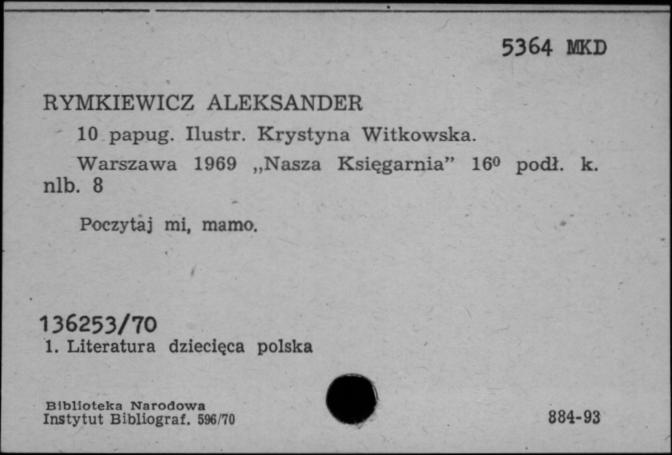 5364 MKD
RYMKIEWICZ ALEKSANDER
10 papug. Ilustr. Krystyna Witkowska.
Warszawa 1969 „Nasza Księgarnia” 16⁰ podł. k.
nlb. 8
Poczytaj mi, mamo.
136253/70
1. Literatura dziecięca polska
Biblioteka Narodowa
Instytut Bibliograf. 596/70
884-93